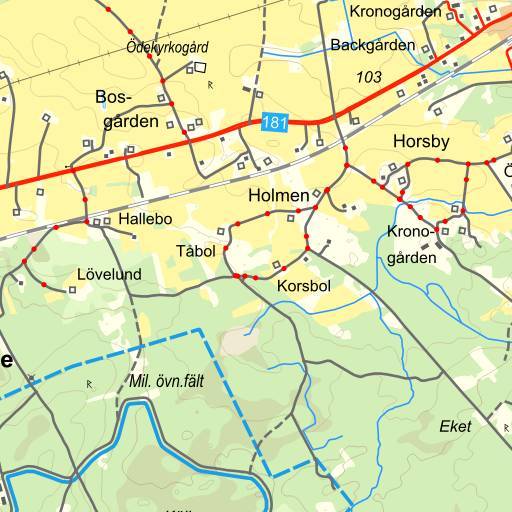 Kronogården
Ödekyrkogård
Backgården
103
R
Bos-
gården
181
Horsby
Holmen
Hallebo
Krono-
gården
Tåbol
Lövelund
Korsbol
e
R
Mil. övn.fält
Eket
R